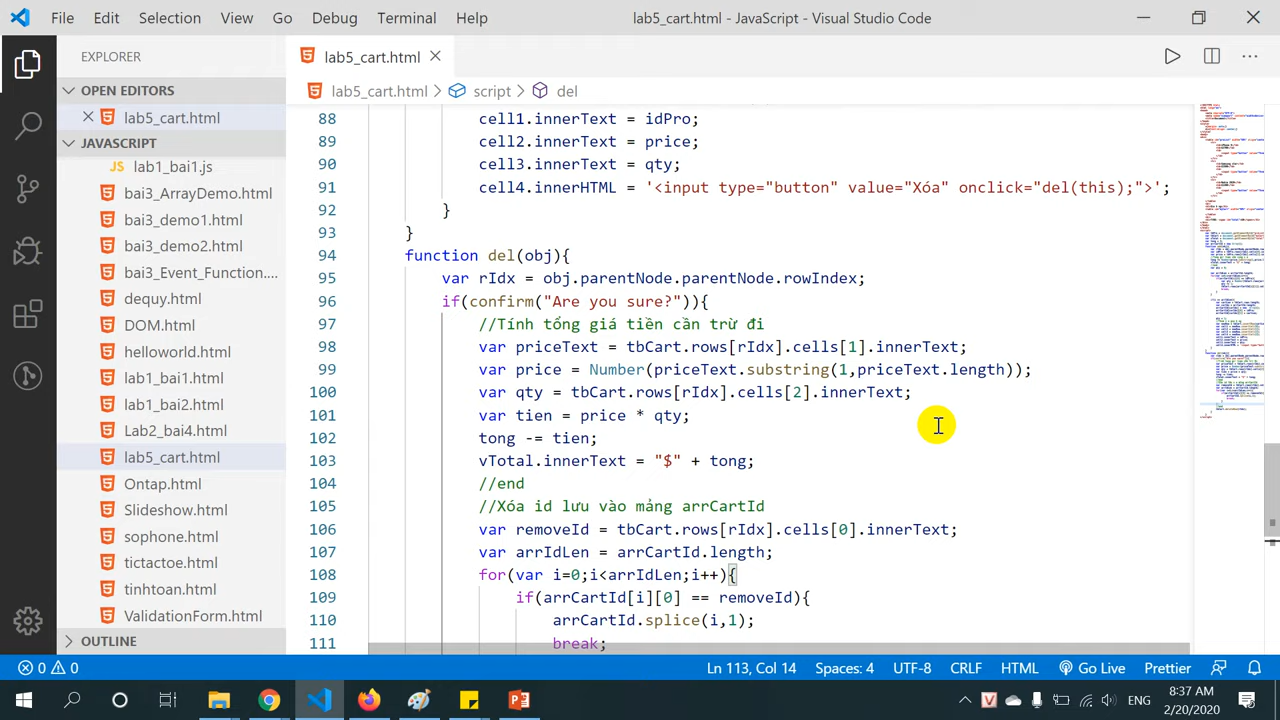 File Edit Selection View Go Debug Terminal Help lab5_cart.html - JavaScript - Visual Studio Code
EXPLORER
OPEN EDITORS
lab5_cart.html
JAVASCRIPT
lab1_bai1.js
bai3_ArrayDemo.html
bai3_demo1.html
bai3_demo2.html
bai3_Event_Function...
dequy.html
DOM.html
helloworld.html
lab1_bai1.html
lab1_bai2.html
Lab2_bai4.html
lab5_cart.html
Ontap.html
Slideshow.html
sophone.html
tictactoe.html
tinhtoan.html
ValidationForm.html
OUTLINE
lab5_cart.html
lab5_cart.html > script > del
88 cell1.innerText = idPro;
89 cell2.innerText = price;
90 cell3.innerText = qty;
91 cell4.innerHTML = '<input type="button" value="Xóa" onclick="del(this);">';
92 }
93 }
94 function del(obj){
95 var rIdx = obj.parentNode.parentNode.rowIndex;
96 if(confirm("Are you sure?")){
97 //Tính tổng giá tiền cần trừ đi
98 var priceText = tbCart.rows[rIdx].cells[1].innerText;
99 var price = Number(priceText.substring(1,priceText.length));
100 var qty = tbCart.rows[rIdx].cells[2].innerText;
101 var tien = price * qty;
102 tong -= tien;
103 vTotal.innerText = "$" + tong;
104 //end
105 //Xóa id lưu vào mảng arrCartId
106 var removeId = tbCart.rows[rIdx].cells[0].innerText;
107 var arrIdLen = arrCartId.length;
108 for(var i=0;i<arrIdLen;i++){
109 if(arrCartId[i][0] == removeId){
110 arrCartId.splice(i,1);
111 break;
0 0 Ln 113, Col 14 Spaces: 4 UTF-8 CRLF HTML Go Live Prettier
ENG 8:37 AM
2/20/2020